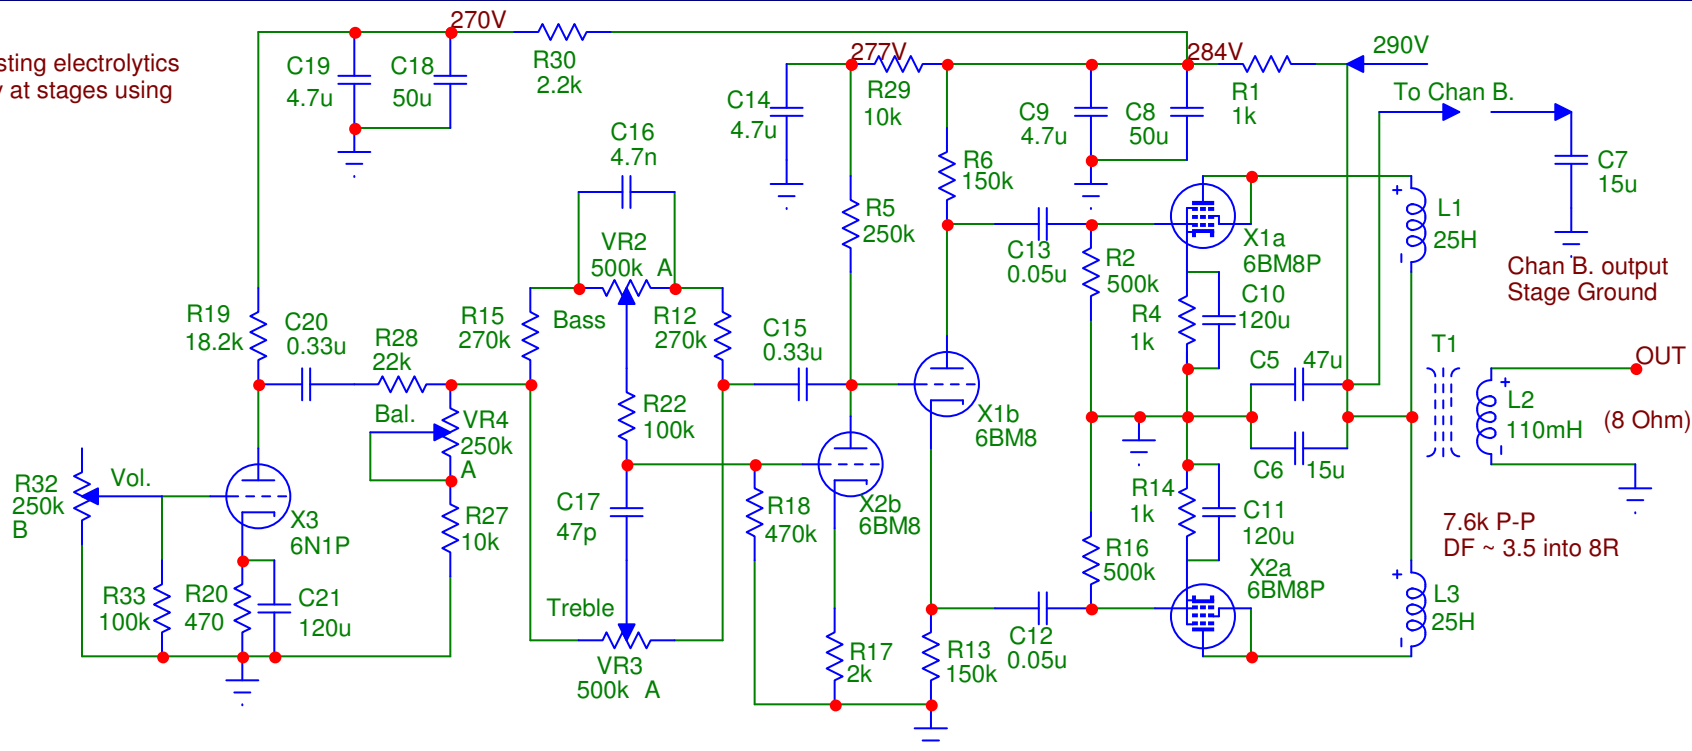 sting electrolytics
y at stages using
270V
C19
4.7u
C18
50u
R30
2.2k
277V
R29
10k
C14
4.7u
284V
290V
R1
1k
C9
4.7u
C8
50u
To Chan B.
C7
15u
Chan B. output
Stage Ground
C16
4.7n
VR2
500k A
Bass
R5
250k
R6
150k
C13
0.05u
R2
500k
X1a
6BM8P
L1
25H
R4
1k
C10
120u
R19
18.2k
C20
0.33u
R28
22k
R15
270k
R12
270k
C15
0.33u
C5
47u
T1
OUT
L2
110mH
(8 Ohm)
C6
15u
Bal.
VR4
250k
A
R22
100k
X1b
6BM8
R32
250k
B
Vol.
X3
6N1P
R27
10k
C17
47p
R18
470k
X2b
6BM8
R14
1k
C11
120u
7.6k P-P
DF ~ 3.5 into 8R
R16
500k
X2a
6BM8P
L3
25H
R33
100k
R20
470
C21
120u
Treble
VR3
500k A
R17
2k
R13
150k
C12
0.05u